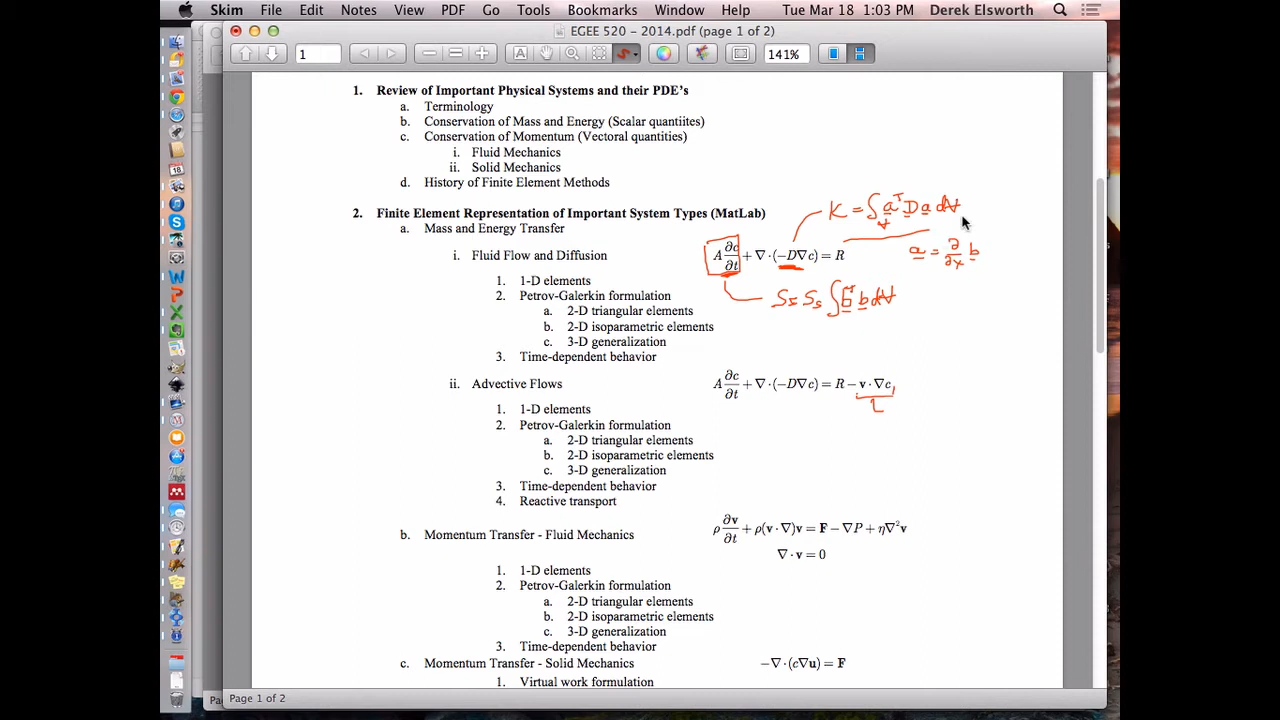 Skim File Edit Notes View PDF Go Tools Bookmarks Window Help Tue Mar 18 1:03 PM Derek Elsworth
EGEE 520 - 2014.pdf (page 1 of 2)
1 141%
1. Review of Important Physical Systems and their PDE's
a. Terminology
b. Conservation of Mass and Energy (Scalar quantiites)
c. Conservation of Momentum (Vectoral quantities)
i. Fluid Mechanics
ii. Solid Mechanics
d. History of Finite Element Methods
K = ∫_V a^T D a dV
2. Finite Element Representation of Important System Types (MatLab)
a. Mass and Energy Transfer
i. Fluid Flow and Diffusion A ∂c/∂t + ∇·(−D∇c) = R a = ∂/∂x b
1. 1-D elements
2. Petrov-Galerkin formulation ∫ b^T b dV
a. 2-D triangular elements
b. 2-D isoparametric elements
c. 3-D generalization
3. Time-dependent behavior
ii. Advective Flows A ∂c/∂t + ∇·(−D∇c) = R − v·∇c
1. 1-D elements
2. Petrov-Galerkin formulation
a. 2-D triangular elements
b. 2-D isoparametric elements
c. 3-D generalization
3. Time-dependent behavior
4. Reactive transport
b. Momentum Transfer - Fluid Mechanics ρ ∂v/∂t + ρ(v·∇)v = F − ∇P + η∇²v
∇·v = 0
1. 1-D elements
2. Petrov-Galerkin formulation
a. 2-D triangular elements
b. 2-D isoparametric elements
c. 3-D generalization
3. Time-dependent behavior
c. Momentum Transfer - Solid Mechanics −∇·(c∇u) = F
1. Virtual work formulation
Page 1 of 2